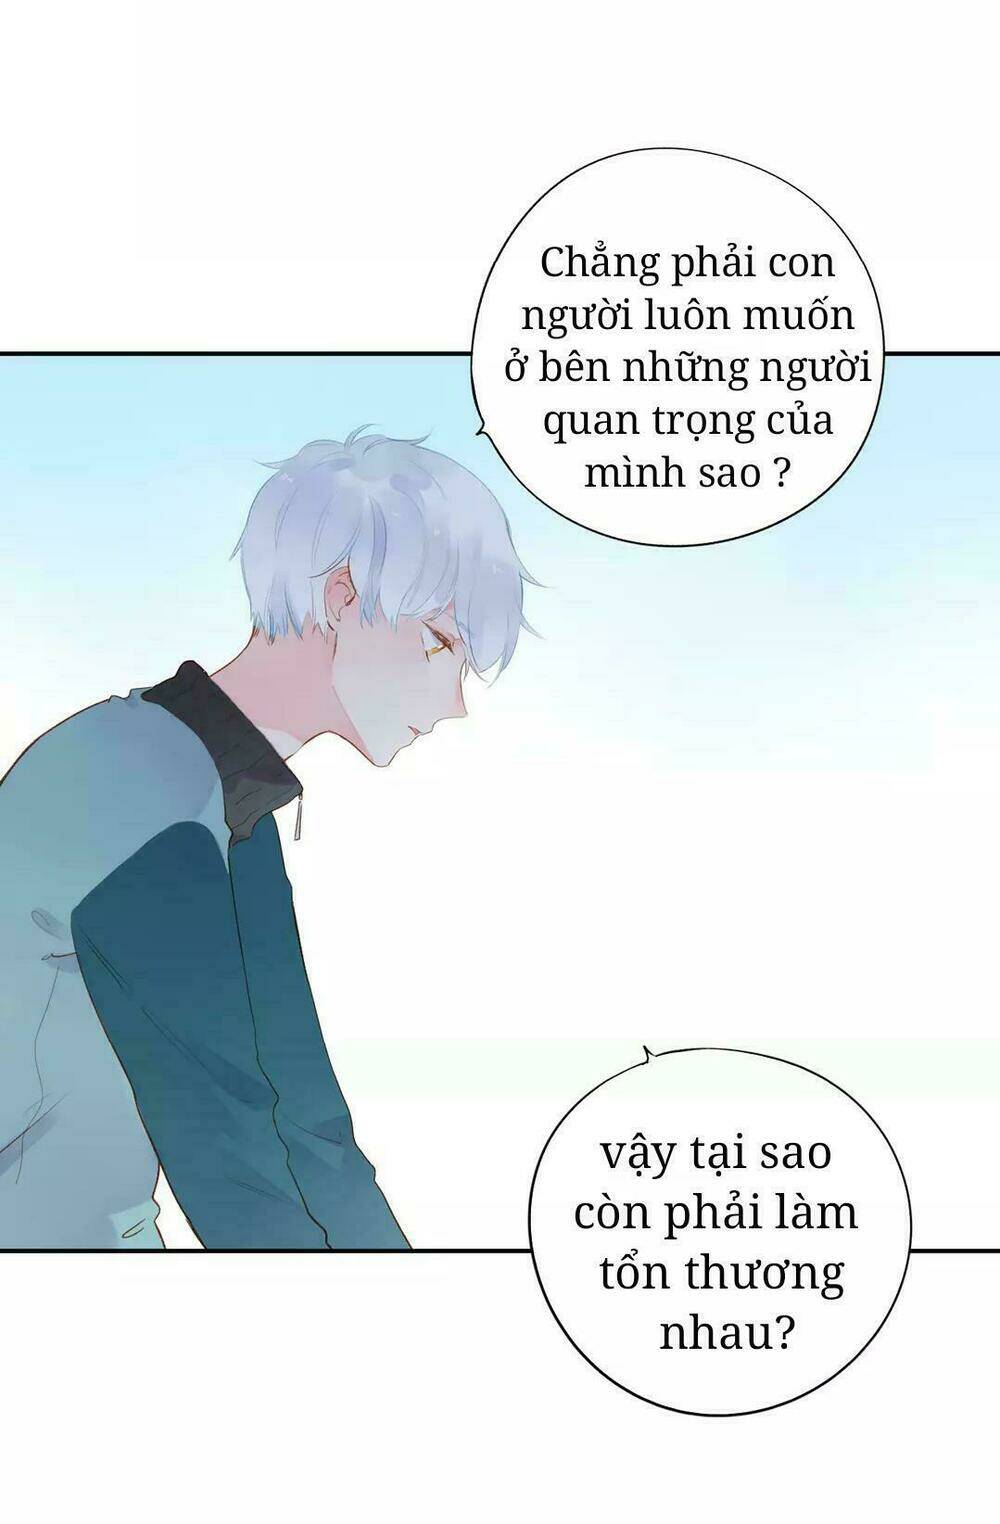 Chẳng phải con
người luôn muốn
ở bên những người
quan trọng của
mình sao ?
vậy tại sao
còn phải làm
tổn thương
nhau?